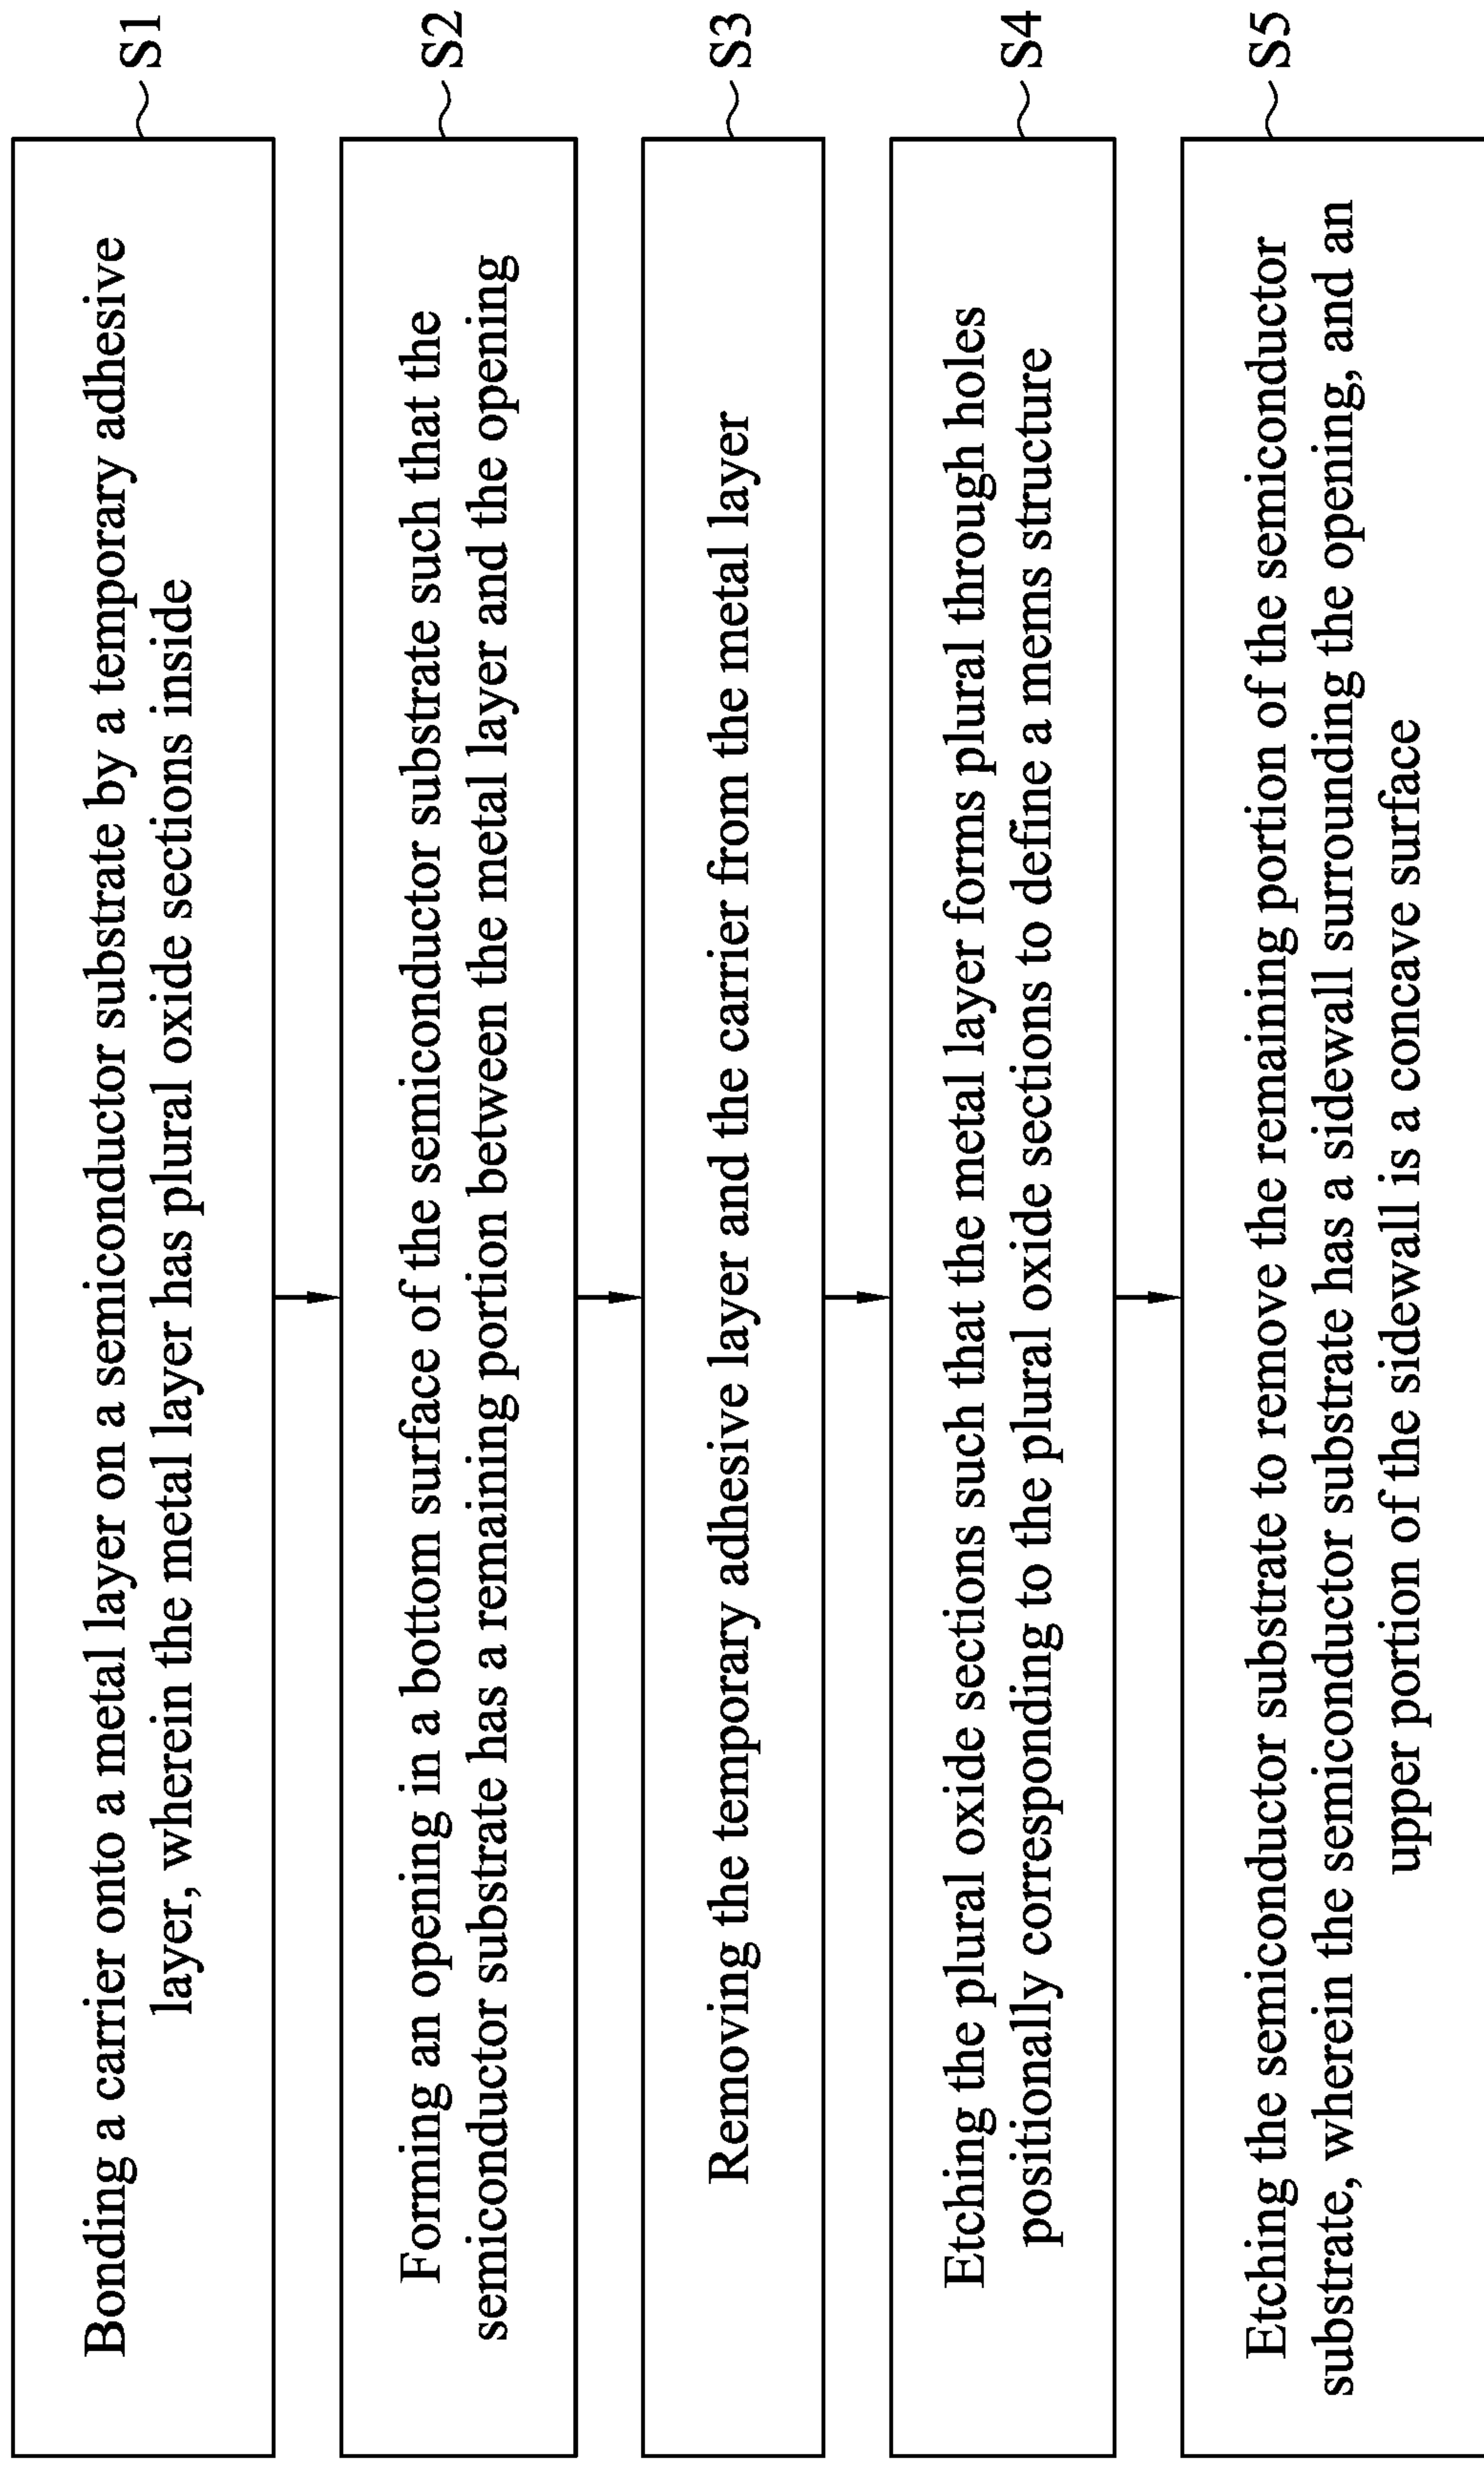 Bonding a carrier onto a metal layer on a semiconductor substrate by a temporary adhesive
layer, wherein the metal layer has plural oxide sections inside
S1
Forming an opening in a bottom surface of the semiconductor substrate such that the
semiconductor substrate has a remaining portion between the metal layer and the opening
S2
Removing the temporary adhesive layer and the carrier from the metal layer
S3
Etching the plural oxide sections such that the metal layer forms plural through holes
positionally corresponding to the plural oxide sections to define a mems structure
S4
Etching the semiconductor substrate to remove the remaining portion of the semiconductor
substrate, wherein the semiconductor substrate has a sidewall surrounding the opening, and an
upper portion of the sidewall is a concave surface
S5